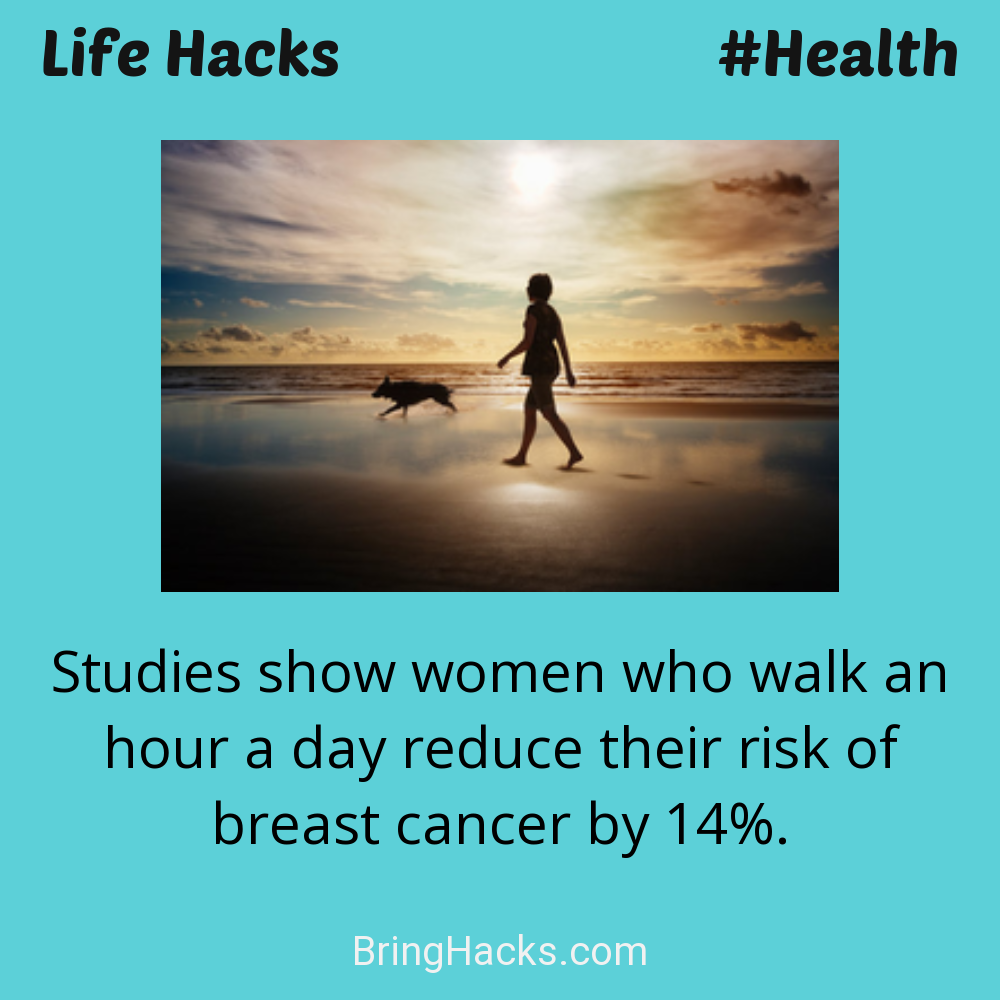 Life Hacks
#Health
Studies show women who walk an
hour a day reduce their risk of
breast cancer by 14%.
BringHacks.com